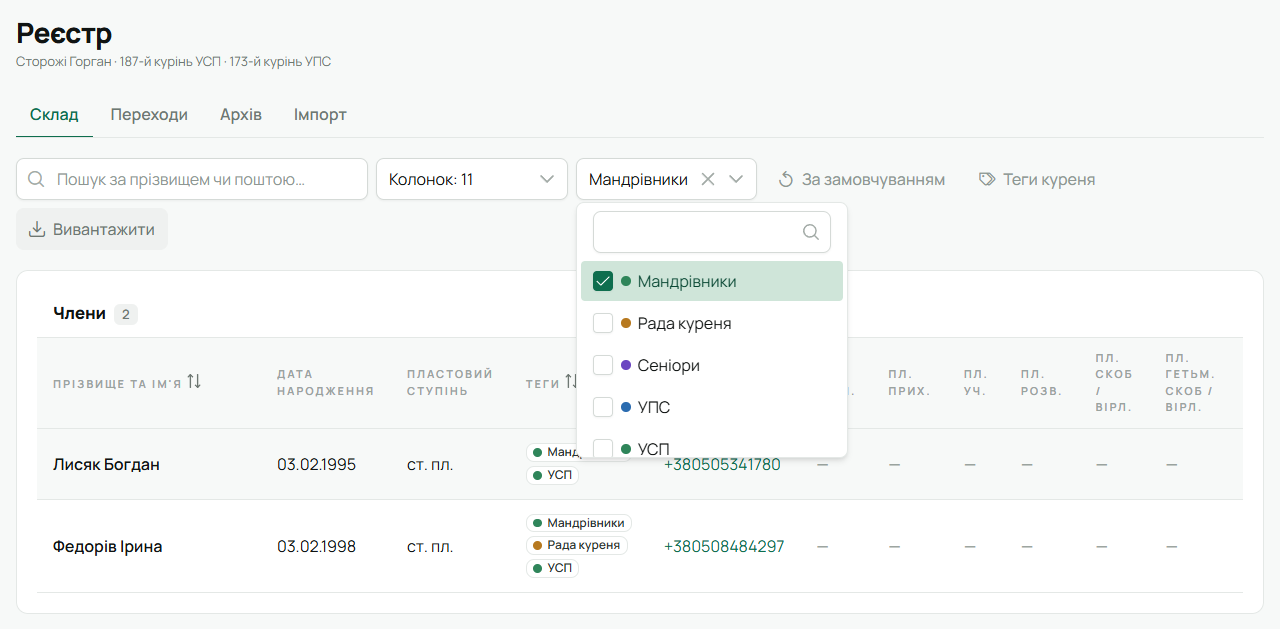 Реєстр
Сторожі Горган · 187-й курінь УСП · 173-й курінь УПС
Склад Переходи Архів Імпорт
Пошук за прізвищем чи поштою... Колонок: 11 Мандрівники За замовчуванням Теги куреня
Вивантажити
Мандрівники
Рада куреня
Сеніори
УПС
УСП
Члени 2
ПРІЗВИЩЕ ТА ІМ'Я
ДАТА НАРОДЖЕННЯ
ПЛАСТОВИЙ СТУПІНЬ
ТЕГИ
ПЛ. ПРИХ.
ПЛ. УЧ.
ПЛ. РОЗВ.
ПЛ. СКОБ / ВІРЛ.
ПЛ. ГЕТЬМ. СКОБ / ВІРЛ.
Лисяк Богдан 03.02.1995 ст. пл. УСП +380505341780 — — — — — —
Федорів Ірина 03.02.1998 ст. пл. Мандрівники Рада куреня УСП +380508484297 — — — — — —